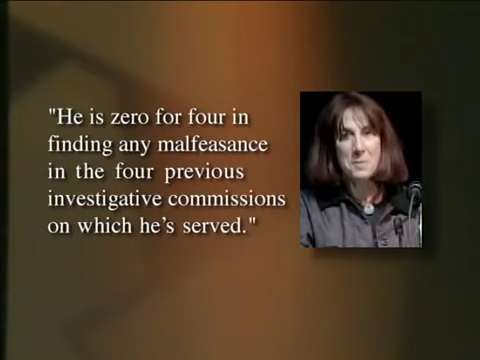 "He is zero for four in
finding any malfeasance
in the four previous
investigative commissions
on which he's served."